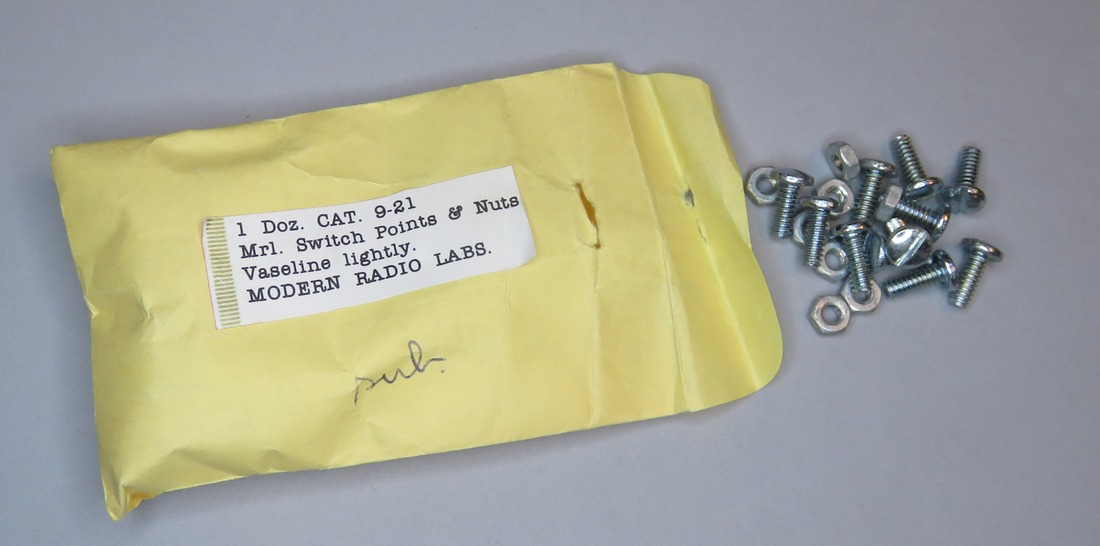 1 Doz. CAT. 9-21
Mrl. Switch Points & Nuts
Vaseline lightly.
MODERN RADIO LABS.
sub.